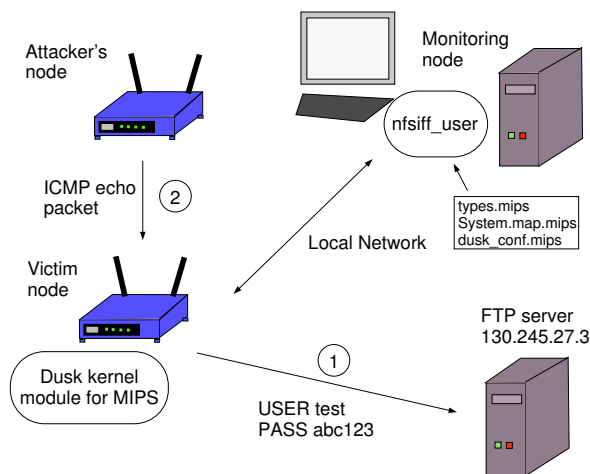 Attacker's
node
Monitoring
node
nfsiff_user
ICMP echo
packet
2
types.mips
System.map.mips
dusk_conf.mips
Local Network
Victim
node
FTP server
130.245.27.3
1
Dusk kernel
module for MIPS
USER test
PASS abc123